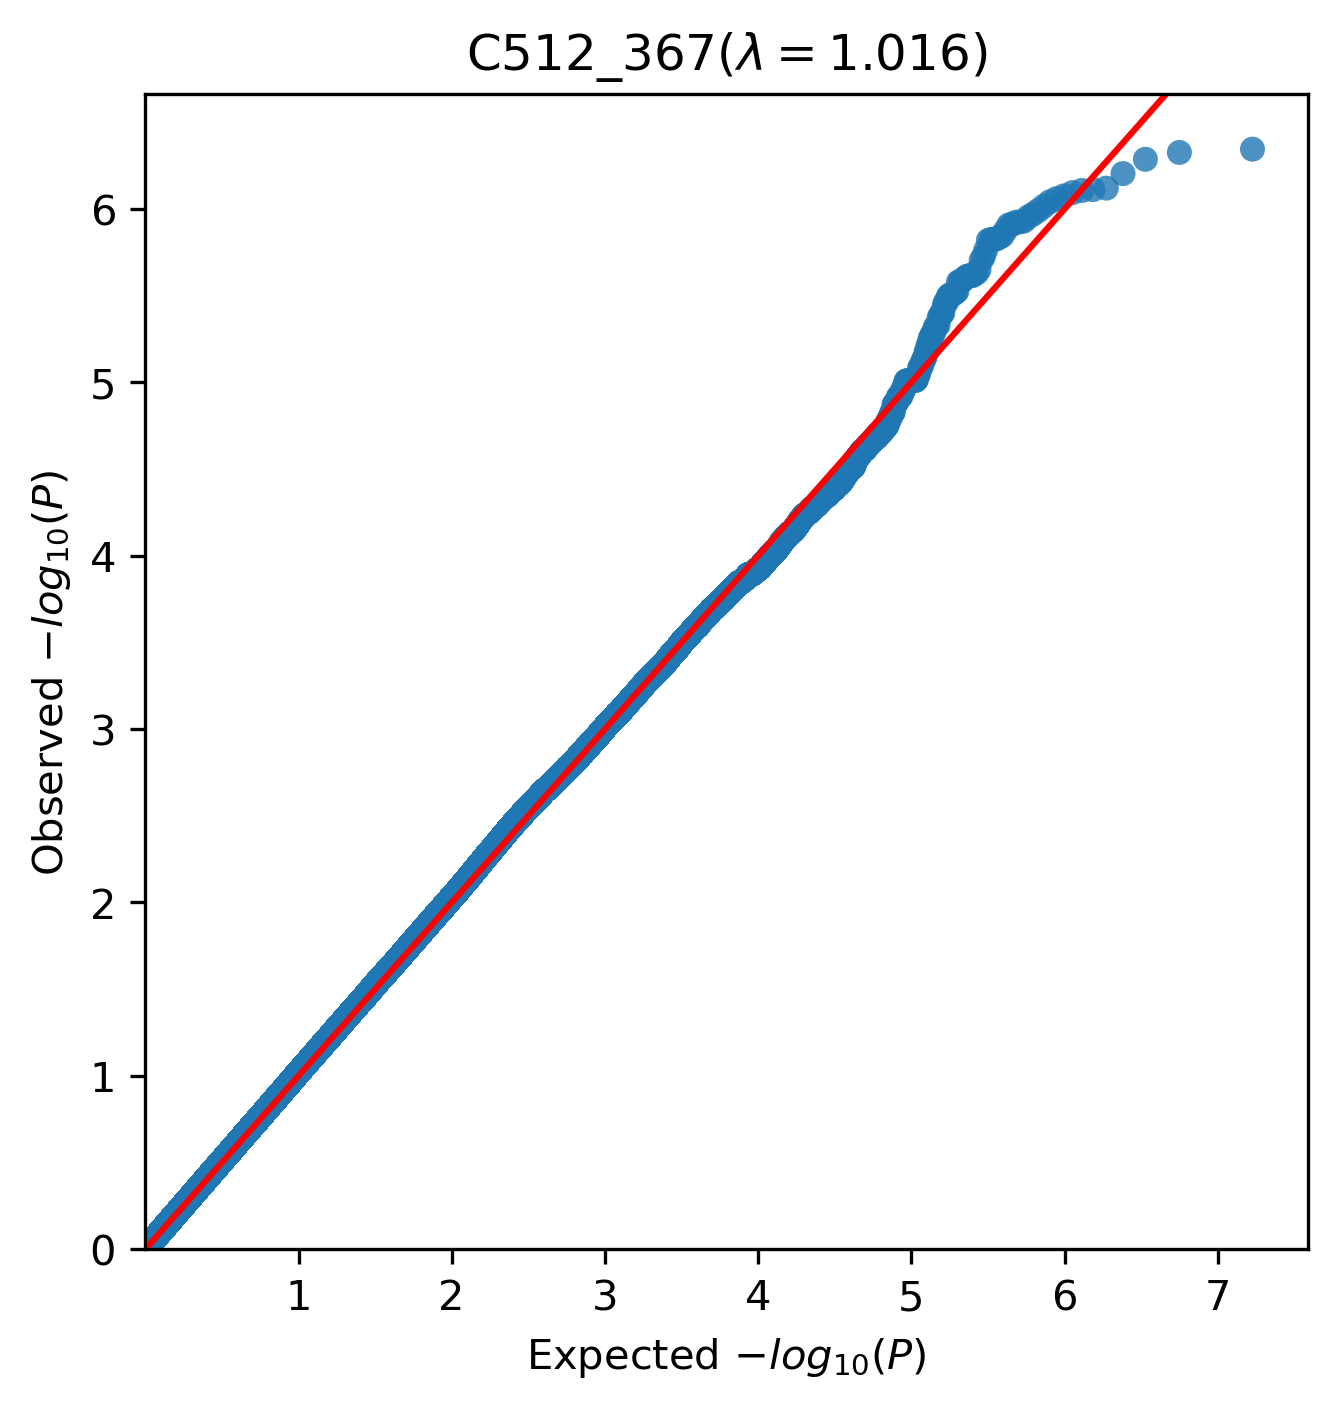 C512_367(λ = 1.016)
Observed −log₁₀(P)
6
5
4
3
2
1
0
1 2 3 4 5 6 7
Expected −log₁₀(P)